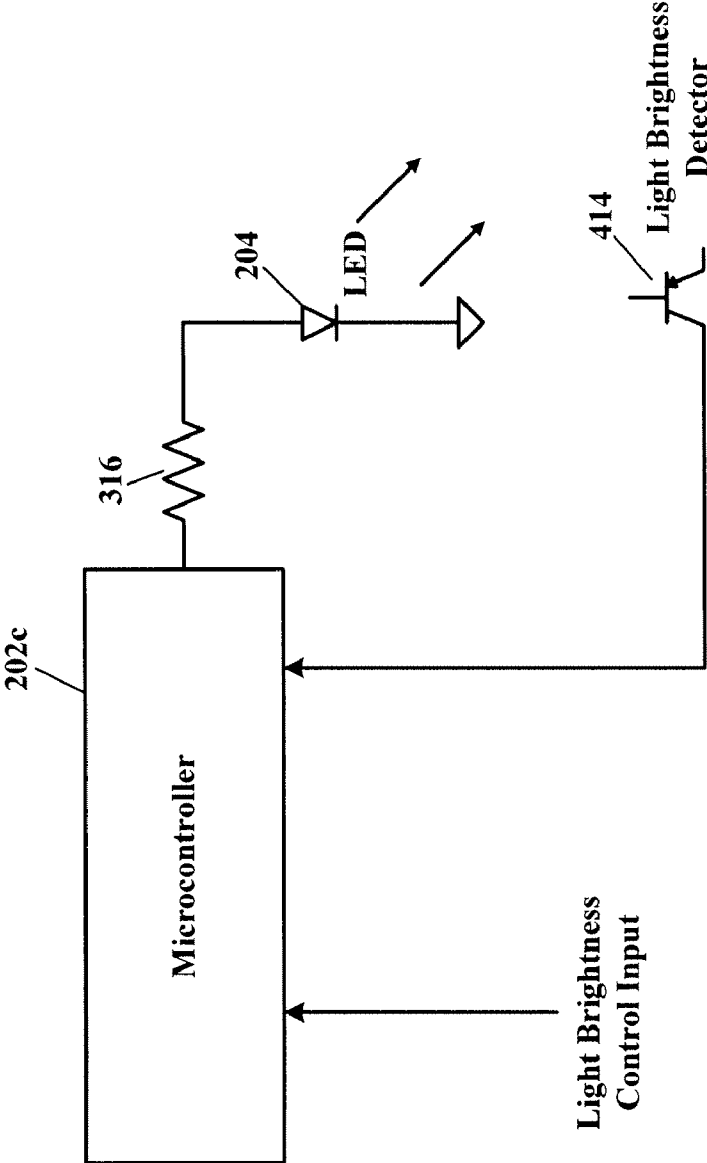 202c
Microcontroller
316
204
LED
414
Light Brightness
Detector
Light Brightness
Control Input